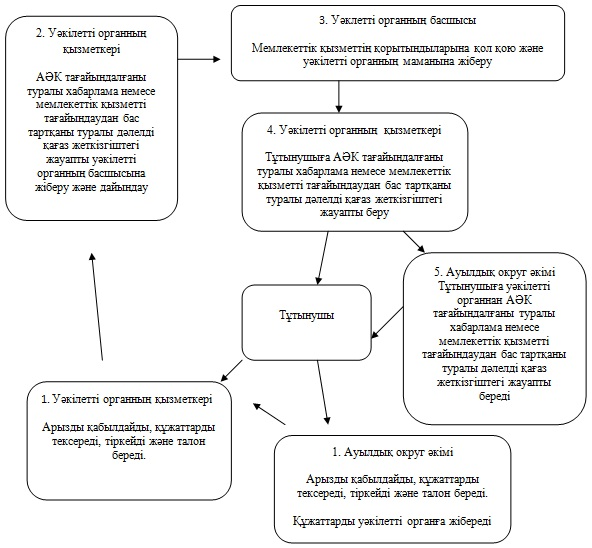 2. Уәкілетті органның
қызметкері
АӘК тағайындалғаны
туралы хабарлама немесе
мемлекеттік қызметті
тағайындаудан бас
тартқаны туралы дәлелді
қағаз жеткізгіштегі
жауапты уәкілетті
органның басшысына
жіберу және дайындау
3. Уәклетті органның басшысы
Мемлекеттік қызметтің қорытындыларына қол қою және
уәкілетті органның маманына жіберу
4. Уәкілетті органның қызметкері
Тұтынушыға АӘК тағайындалғаны
туралы хабарлама немесе мемлекеттік
қызметті тағайындаудан бас тартқаны
туралы дәлелді қағаз жеткізгіштегі
жауапты беру
5. Ауылдық округ әкімі
Тұтынушыға уәкілетті
органнан АӘК
тағайындалғаны туралы
хабарлама немесе
мемлекеттік қызметті
тағайындаудан бас тартқаны
туралы дәлелді қағаз
жеткізгіштегі жауапты
береді
Тұтынушы
1. Уәкілетті органның қызметкері
Арызды қабылдайды, құжаттарды
тексереді, тіркейді және талон
береді.
1. Ауылдық округ әкімі
Арызды қабылдайды, құжаттарды
тексереді, тіркейді және талон береді.
Құжаттарды уәкілетті органға жібереді